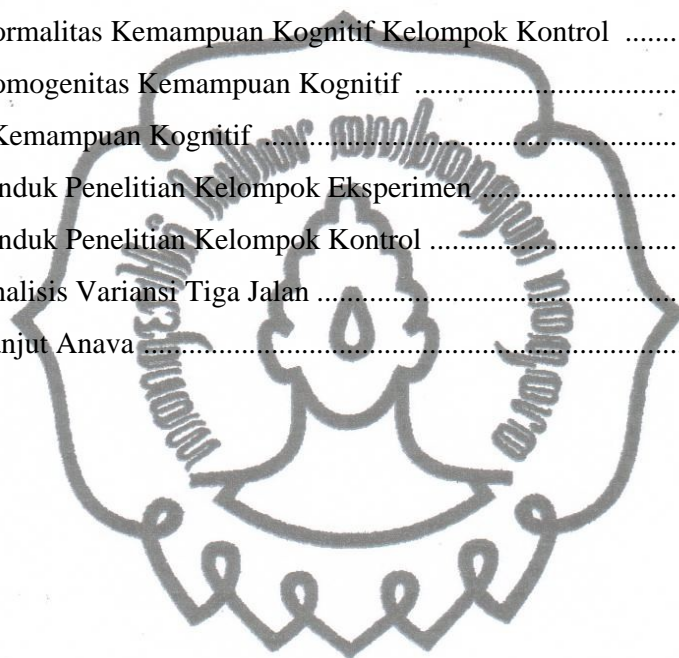 ormalitas Kemampuan Kognitif Kelompok Kontrol .......
omogenitas Kemampuan Kognitif ....................................
Kemampuan Kognitif .........................................................
nduk Penelitian Kelompok Eksperimen ..........................
nduk Penelitian Kelompok Kontrol ..................................
nalisis Variansi Tiga Jalan ..................................................
njut Anava ...........................................................................